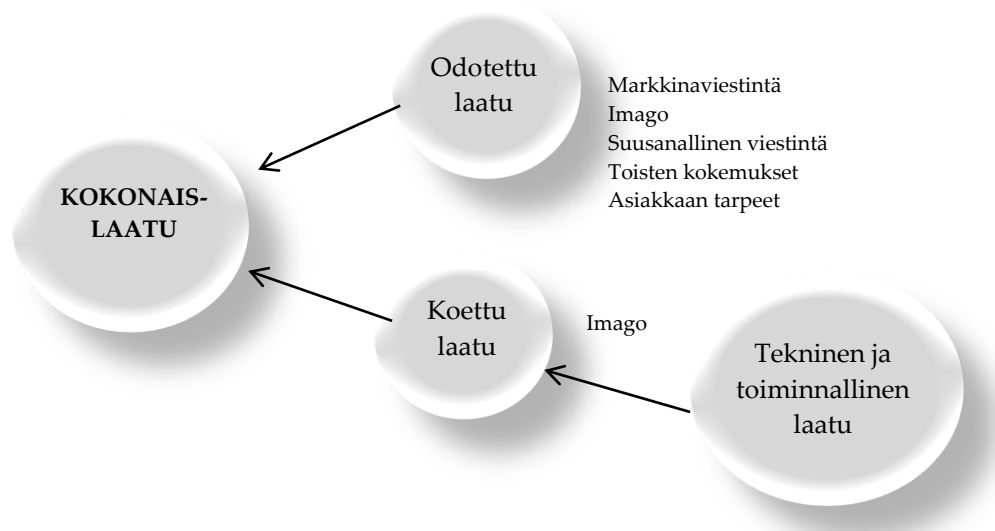 Odotettu
laatu
Markkinaviestintä
Imago
Suusanallinen viestintä
Toisten kokemukset
Asiakkaan tarpeet
KOKONAIS-
LAATU
Koettu
laatu
Imago
Tekninen ja
toiminnallinen
laatu